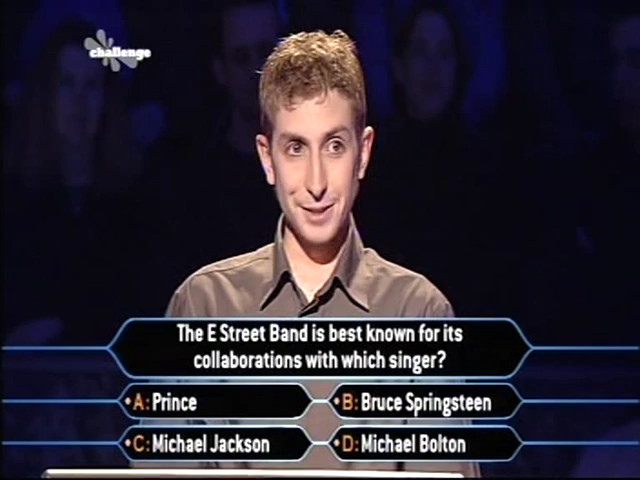 challenge
The E Street Band is best known for its
collaborations with which singer?
A: Prince
B: Bruce Springsteen
C: Michael Jackson
D: Michael Bolton